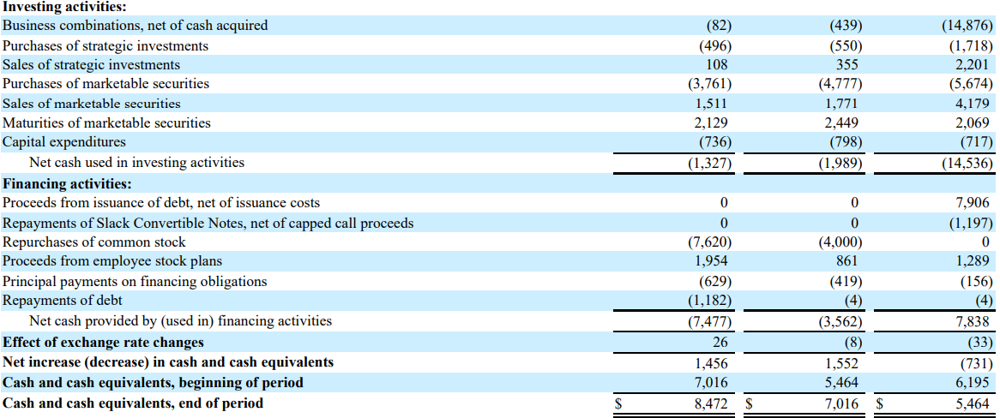 Investing activities:
Business combinations, net of cash acquired (82) (439) (14,876)
Purchases of strategic investments (496) (550) (1,718)
Sales of strategic investments 108 355 2,201
Purchases of marketable securities (3,761) (4,777) (5,674)
Sales of marketable securities 1,511 1,771 4,179
Maturities of marketable securities 2,129 2,449 2,069
Capital expenditures (736) (798) (717)
Net cash used in investing activities (1,327) (1,989) (14,536)
Financing activities:
Proceeds from issuance of debt, net of issuance costs 0 0 7,906
Repayments of Slack Convertible Notes, net of capped call proceeds 0 0 (1,197)
Repurchases of common stock (7,620) (4,000) 0
Proceeds from employee stock plans 1,954 861 1,289
Principal payments on financing obligations (629) (419) (156)
Repayments of debt (1,182) (4) (4)
Net cash provided by (used in) financing activities (7,477) (3,562) 7,838
Effect of exchange rate changes 26 (8) (33)
Net increase (decrease) in cash and cash equivalents 1,456 1,552 (731)
Cash and cash equivalents, beginning of period 7,016 5,464 6,195
Cash and cash equivalents, end of period $ 8,472 $ 7,016 $ 5,464